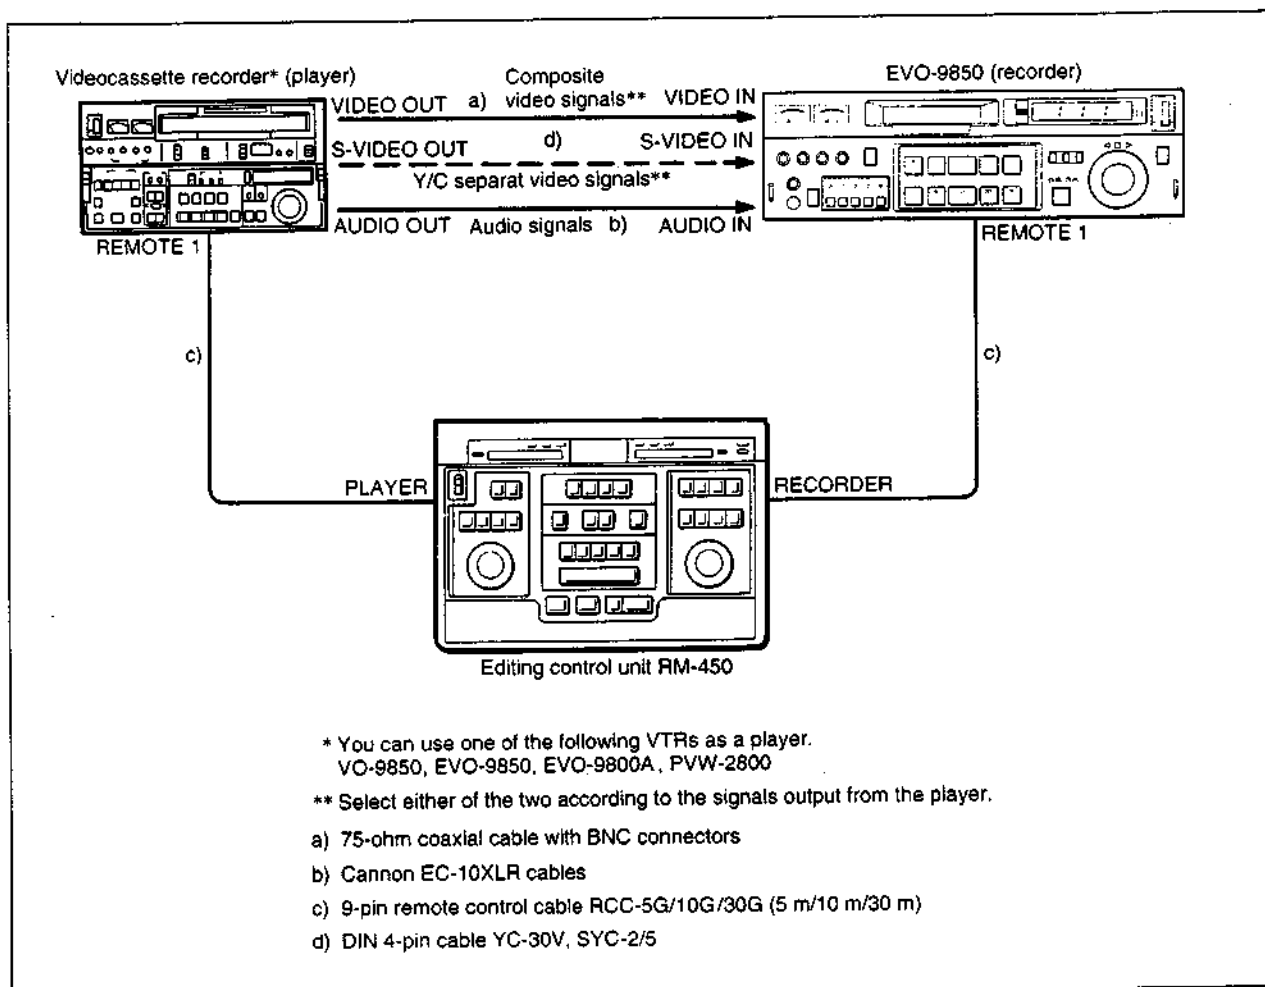 Videocassette recorder* (player)
Composite
EVO-9850 (recorder)
VIDEO OUT a) video signals** VIDEO IN
d)
S-VIDEO OUT S-VIDEO IN
Y/C separat video signals**
AUDIO OUT Audio signals b) AUDIO IN
REMOTE 1
REMOTE 1
c)
c)
PLAYER
RECORDER
Editing control unit RM-450
* You can use one of the following VTRs as a player.
VO-9850, EVO-9850, EVO-9800A, PVW-2800
** Select either of the two according to the signals output from the player.
a) 75-ohm coaxial cable with BNC connectors
b) Cannon EC-10XLR cables
c) 9-pin remote control cable RCC-5G/10G/30G (5 m/10 m/30 m)
d) DIN 4-pin cable YC-30V, SYC-2/5